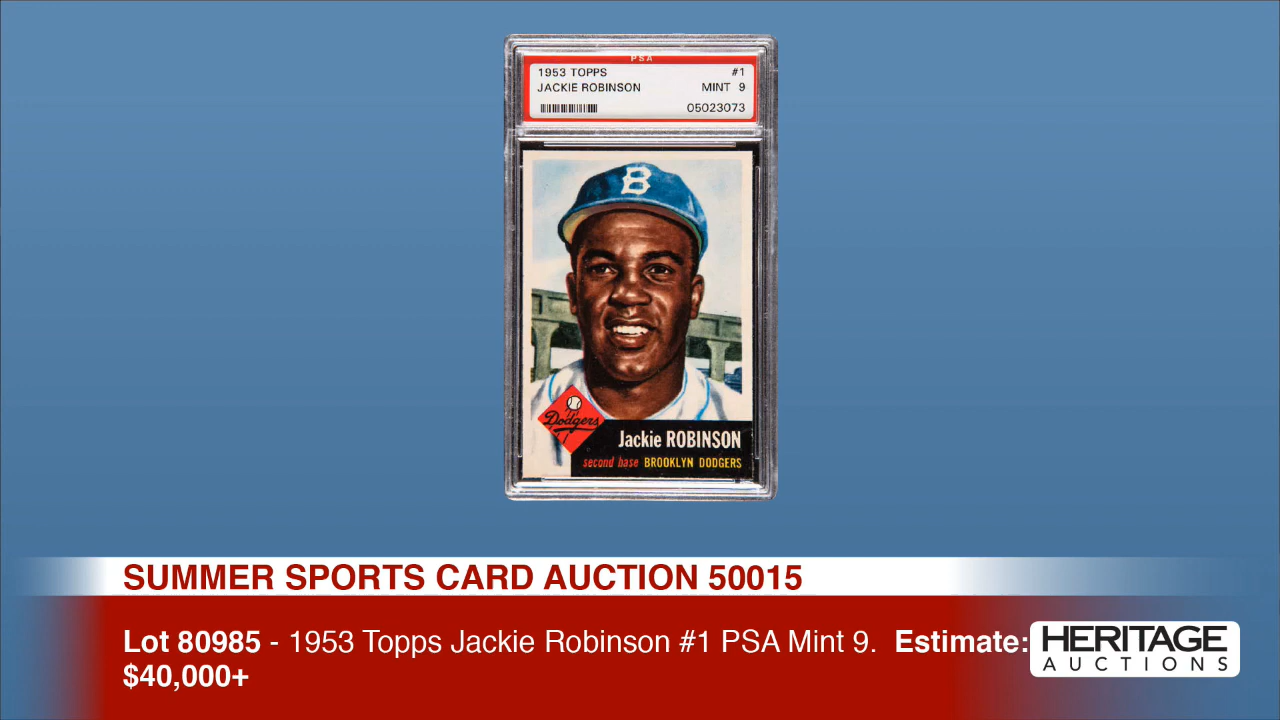 PSA
1953 TOPPS #1
JACKIE ROBINSON MINT 9
05023073
B
Dodgers
Jackie ROBINSON
second base BROOKLYN DODGERS
SUMMER SPORTS CARD AUCTION 50015
Lot 80985 - 1953 Topps Jackie Robinson #1 PSA Mint 9. Estimate:
$40,000+
HERITAGE
AUCTIONS